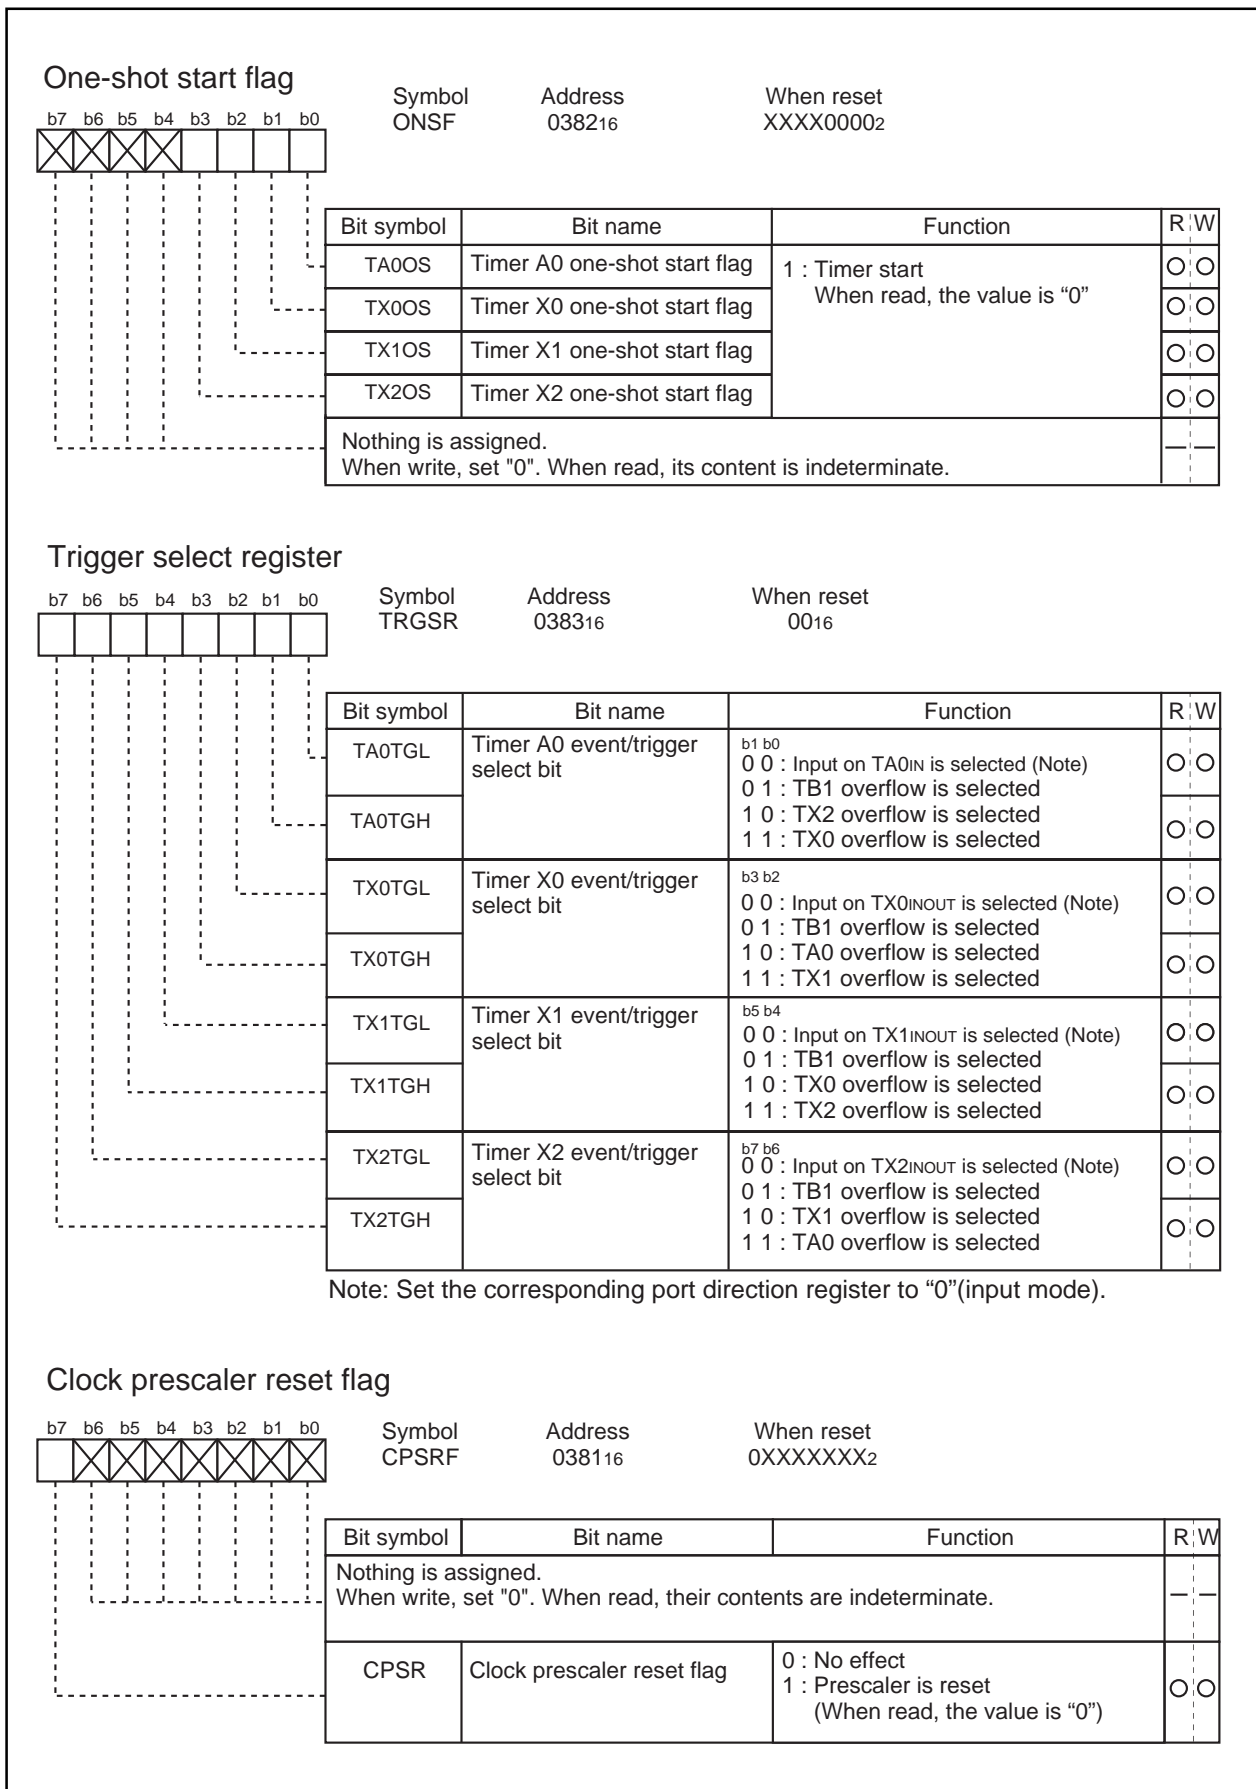 One-shot start flag
Symbol Address When reset
b7 b6 b5 b4 b3 b2 b1 b0
ONSF 038216 XXXX00002
Bit symbol Bit name Function R W
TA0OS Timer A0 one-shot start flag 1 : Timer start
When read, the value is “0”
TX0OS Timer X0 one-shot start flag
TX1OS Timer X1 one-shot start flag
TX2OS Timer X2 one-shot start flag
Nothing is assigned.
When write, set "0". When read, its content is indeterminate.
Trigger select register
Symbol Address When reset
b7 b6 b5 b4 b3 b2 b1 b0
TRGSR 038316 0016
Bit symbol Bit name Function R W
TA0TGL Timer A0 event/trigger select bit
TA0TGH
b1 b0
0 0 : Input on TA0IN is selected (Note)
0 1 : TB1 overflow is selected
1 0 : TX2 overflow is selected
1 1 : TX0 overflow is selected
TX0TGL Timer X0 event/trigger select bit
TX0TGH
b3 b2
0 0 : Input on TX0INOUT is selected (Note)
0 1 : TB1 overflow is selected
1 0 : TA0 overflow is selected
1 1 : TX1 overflow is selected
TX1TGL Timer X1 event/trigger select bit
TX1TGH
b5 b4
0 0 : Input on TX1INOUT is selected (Note)
0 1 : TB1 overflow is selected
1 0 : TX0 overflow is selected
1 1 : TX2 overflow is selected
TX2TGL Timer X2 event/trigger select bit
TX2TGH
b7 b6
0 0 : Input on TX2INOUT is selected (Note)
0 1 : TB1 overflow is selected
1 0 : TX1 overflow is selected
1 1 : TA0 overflow is selected
Note: Set the corresponding port direction register to “0”(input mode).
Clock prescaler reset flag
Symbol Address When reset
b7 b6 b5 b4 b3 b2 b1 b0
CPSRF 038116 0XXXXXXX2
Bit symbol Bit name Function R W
Nothing is assigned.
When write, set "0". When read, their contents are indeterminate.
CPSR Clock prescaler reset flag 0 : No effect
1 : Prescaler is reset
(When read, the value is “0”)